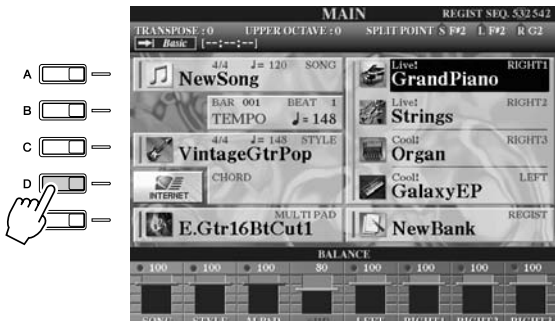 MAIN
REGIST SEQ. 532 542
TRANSPOSE : 0 UPPER OCTAVE : 0 SPLIT POINT S F#2 L F#2 R G2
Basic [--:--:--]
4/4 ♩= 120 SONG
NewSong
BAR 001 BEAT 1
TEMPO ♩= 148
4/4 ♩= 148 STYLE
VintageGtrPop
CHORD
INTERNET
MULTI PAD
E.Gtr16BtCut1
Live! RIGHT1
GrandPiano
Live! RIGHT2
Strings
Cool! RIGHT3
Organ
Cool! LEFT
GalaxyEP
REGIST
NewBank
A
B
C
D
BALANCE
100 100 100 80 100 100 100 100
SONG STYLE M.PAD LEFT RIGHT1 RIGHT2 RIGHT3